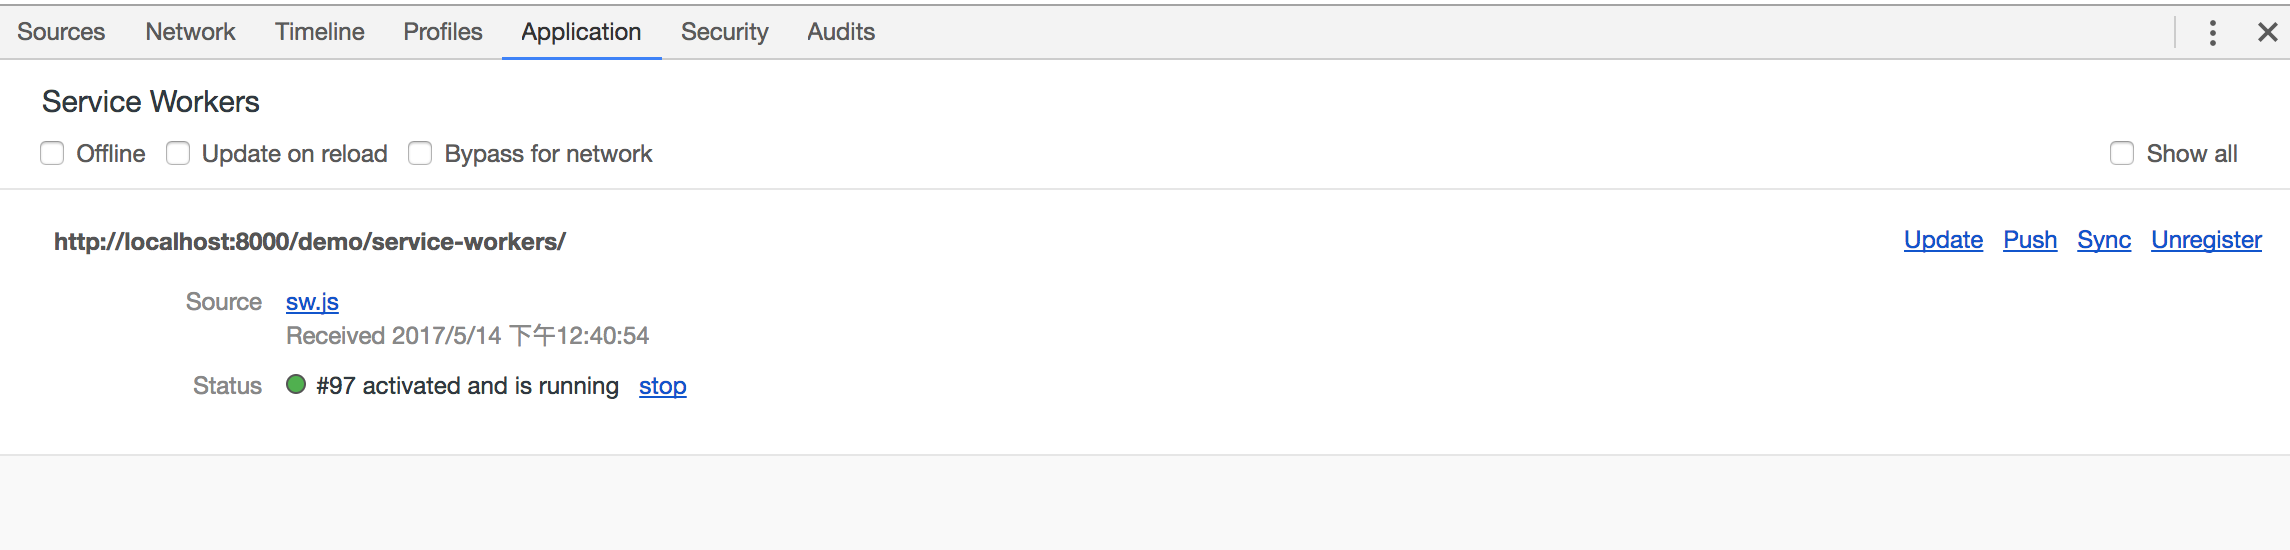 Sources Network Timeline Profiles Application Security Audits
Service Workers
Offline Update on reload Bypass for network Show all
http://localhost:8000/demo/service-workers/ Update Push Sync Unregister
Source sw.js
Received 2017/5/14 下午12:40:54
Status #97 activated and is running stop